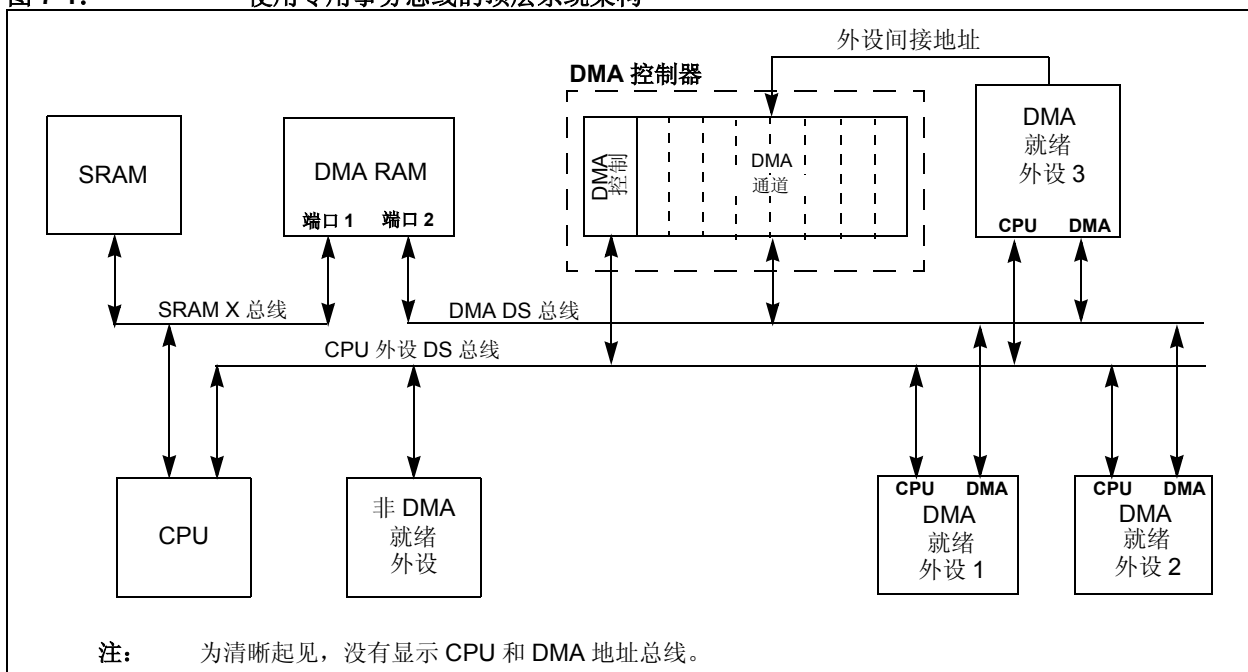 外设间接地址
DMA 控制器
SRAM
DMA RAM
端口 1 端口 2
DMA
控制
DMA
通道
DMA
就绪
外设 3
CPU DMA
SRAM X 总线
DMA DS 总线
CPU 外设 DS 总线
CPU
非 DMA
就绪
外设
CPU DMA
DMA
就绪
外设 1
CPU DMA
DMA
就绪
外设 2
注： 为清晰起见，没有显示 CPU 和 DMA 地址总线。